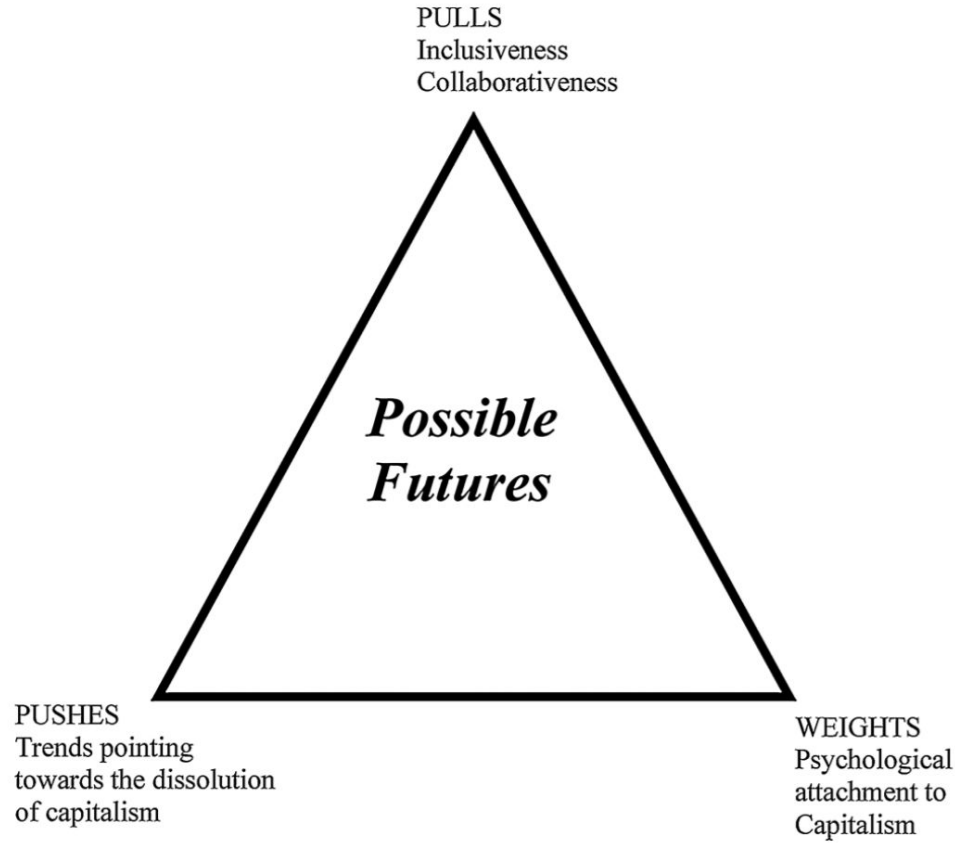 PULLS
Inclusiveness
Collaborativeness
Possible
Futures
PUSHES
Trends pointing
towards the dissolution
of capitalism
WEIGHTS
Psychological
attachment to
Capitalism